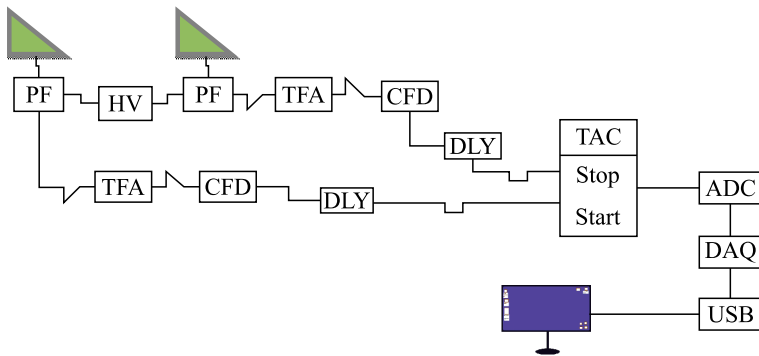 PF
HV
PF
TFA
CFD
DLY
TAC
Stop
Start
TFA
CFD
DLY
ADC
DAQ
USB